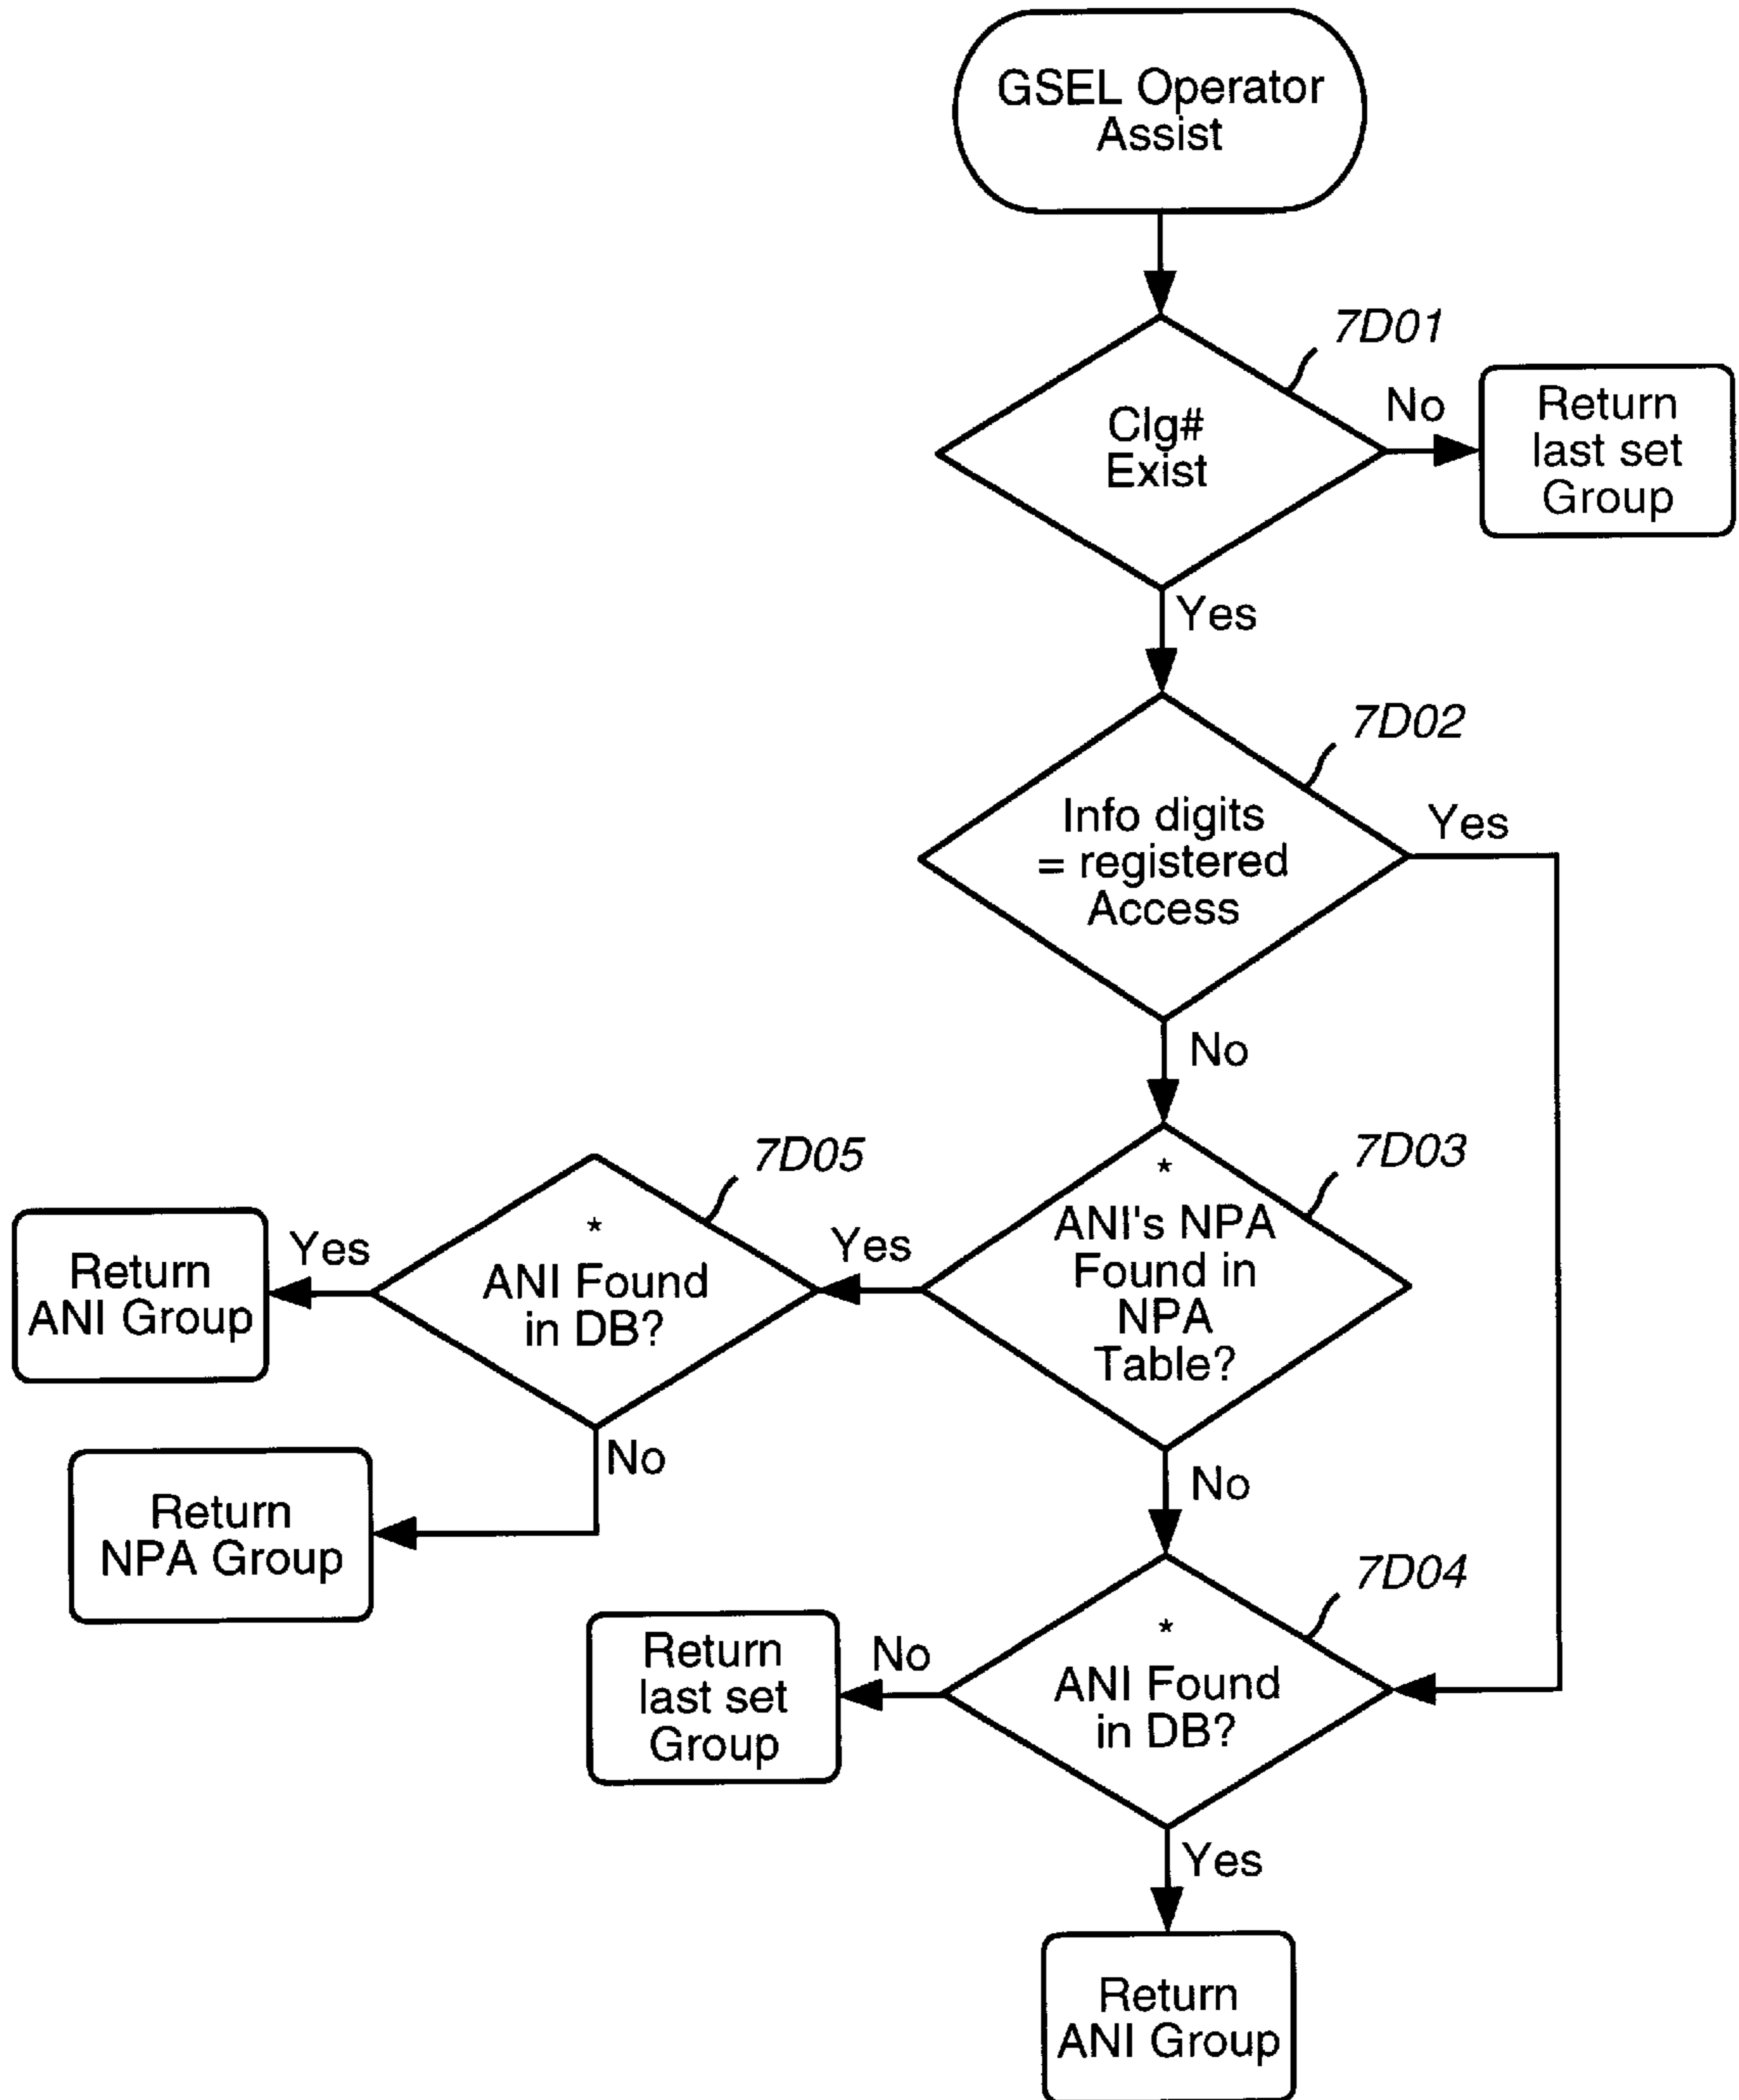 GSEL Operator
Assist
7D01
Clg#
Exist
No
Return
last set
Group
Yes
7D02
Info digits
= registered
Access
Yes
No
7D03
*
ANI's NPA
Found in
NPA
Table?
Yes
7D05
*
ANI Found
in DB?
Yes
Return
ANI Group
No
Return
NPA Group
No
7D04
*
ANI Found
in DB?
No
Return
last set
Group
Yes
Return
ANI Group